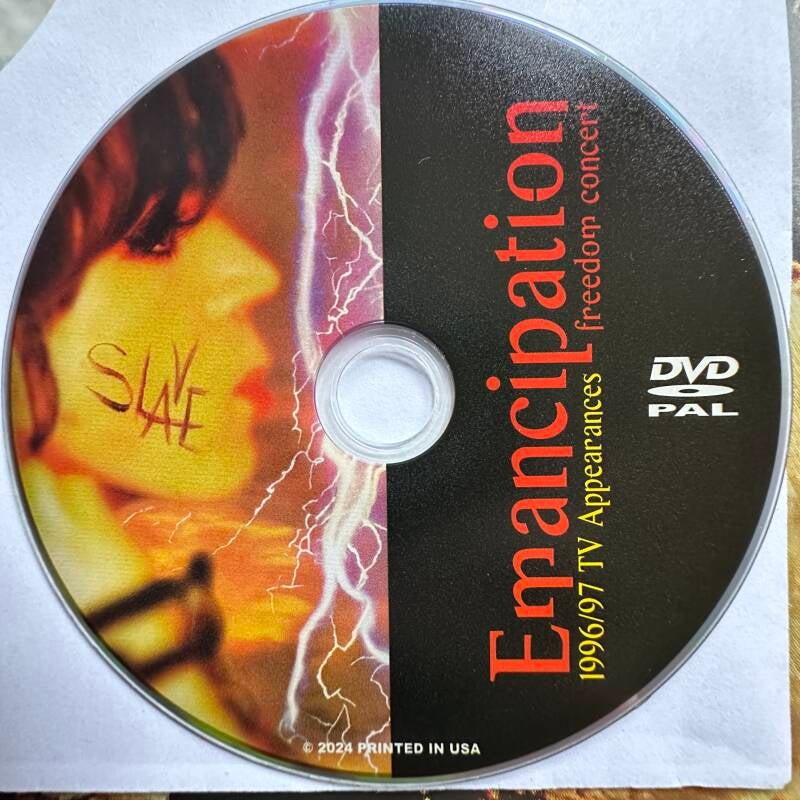 SLAVE
Emancipation
1996/97 TV Appearances freedom concert
DVD
PAL
© 2024 PRINTED IN USA